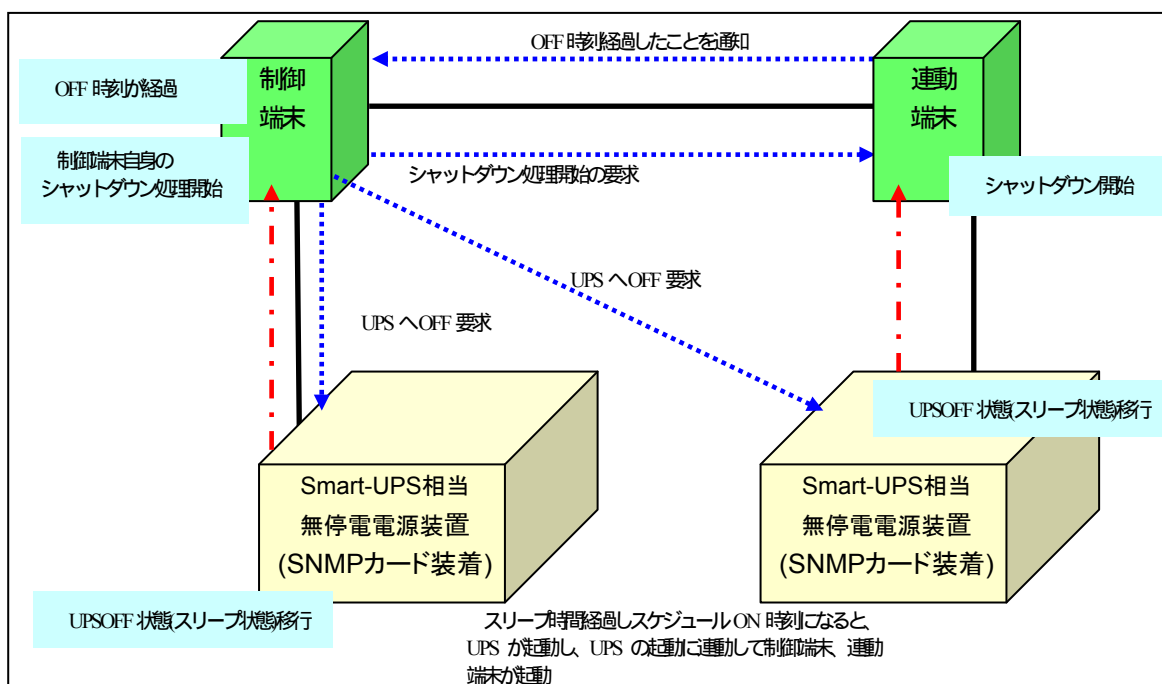 OFF 時刻経過したことを通知
制御
端末
連動
端末
OFF 時刻が経過
制御端末自身の
シャットダウン処理開始
シャットダウン処理開始の要求
シャットダウン開始
UPS へOFF 要求
UPS へOFF 要求
UPSOFF 状態(スリープ状態)移行
Smart-UPS相当
無停電電源装置
(SNMPカード装着)
Smart-UPS相当
無停電電源装置
(SNMPカード装着)
UPSOFF 状態(スリープ状態)移行
スリープ時間経過しスケジュール ON 時刻になると、
UPS が起動し、UPS の起動に連動して制御端末、連動
端末が起動